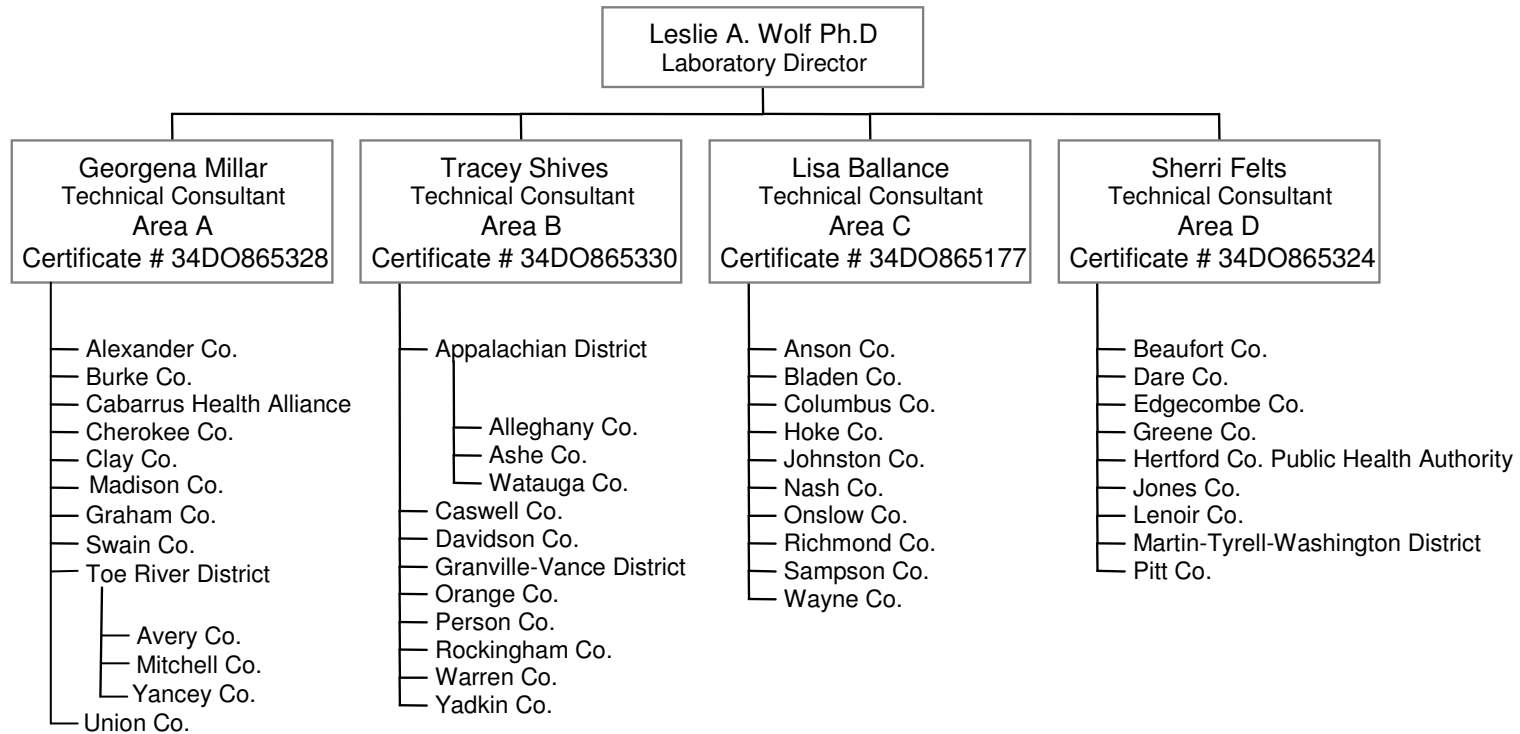 Leslie A. Wolf Ph.D
Laboratory Director
Georgena Millar
Technical Consultant
Area A
Certificate # 34DO865328
Alexander Co.
Burke Co.
Cabarrus Health Alliance
Cherokee Co.
Clay Co.
Madison Co.
Graham Co.
Swain Co.
Toe River District
Avery Co.
Mitchell Co.
Yancey Co.
Union Co.
Tracey Shives
Technical Consultant
Area B
Certificate # 34DO865330
Appalachian District
Alleghany Co.
Ashe Co.
Watauga Co.
Caswell Co.
Davidson Co.
Granville-Vance District
Orange Co.
Person Co.
Rockingham Co.
Warren Co.
Yadkin Co.
Lisa Ballance
Technical Consultant
Area C
Certificate # 34DO865177
Anson Co.
Bladen Co.
Columbus Co.
Hoke Co.
Johnston Co.
Nash Co.
Onslow Co.
Richmond Co.
Sampson Co.
Wayne Co.
Sherri Felts
Technical Consultant
Area D
Certificate # 34DO865324
Beaufort Co.
Dare Co.
Edgecombe Co.
Greene Co.
Hertford Co. Public Health Authority
Jones Co.
Lenoir Co.
Martin-Tyrell-Washington District
Pitt Co.